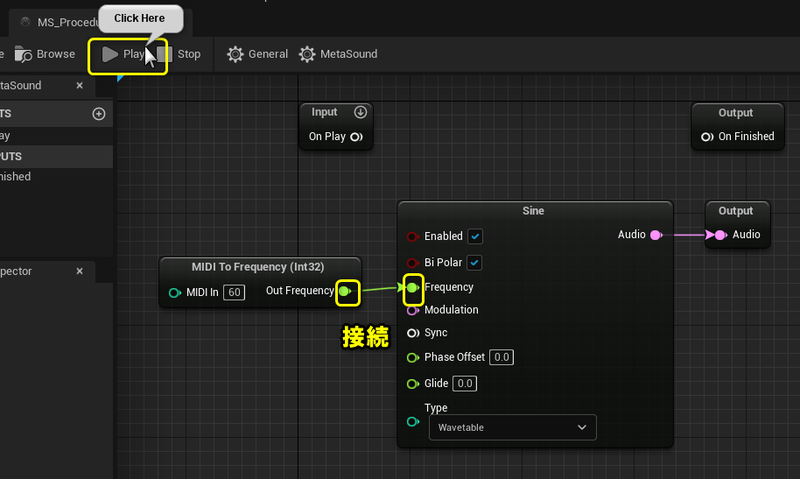 Click Here
MS_Procedu
Browse
Play
Stop
General
MetaSound
taSound
TS
ay
PUTS
nished
pector
Input
On Play
Output
On Finished
Sine
Enabled
Audio
Bi Polar
Frequency
Modulation
Sync
Phase Offset 0.0
Glide 0.0
Type
Wavetable
Output
Audio
MIDI To Frequency (Int32)
MIDI In 60
Out Frequency
接続